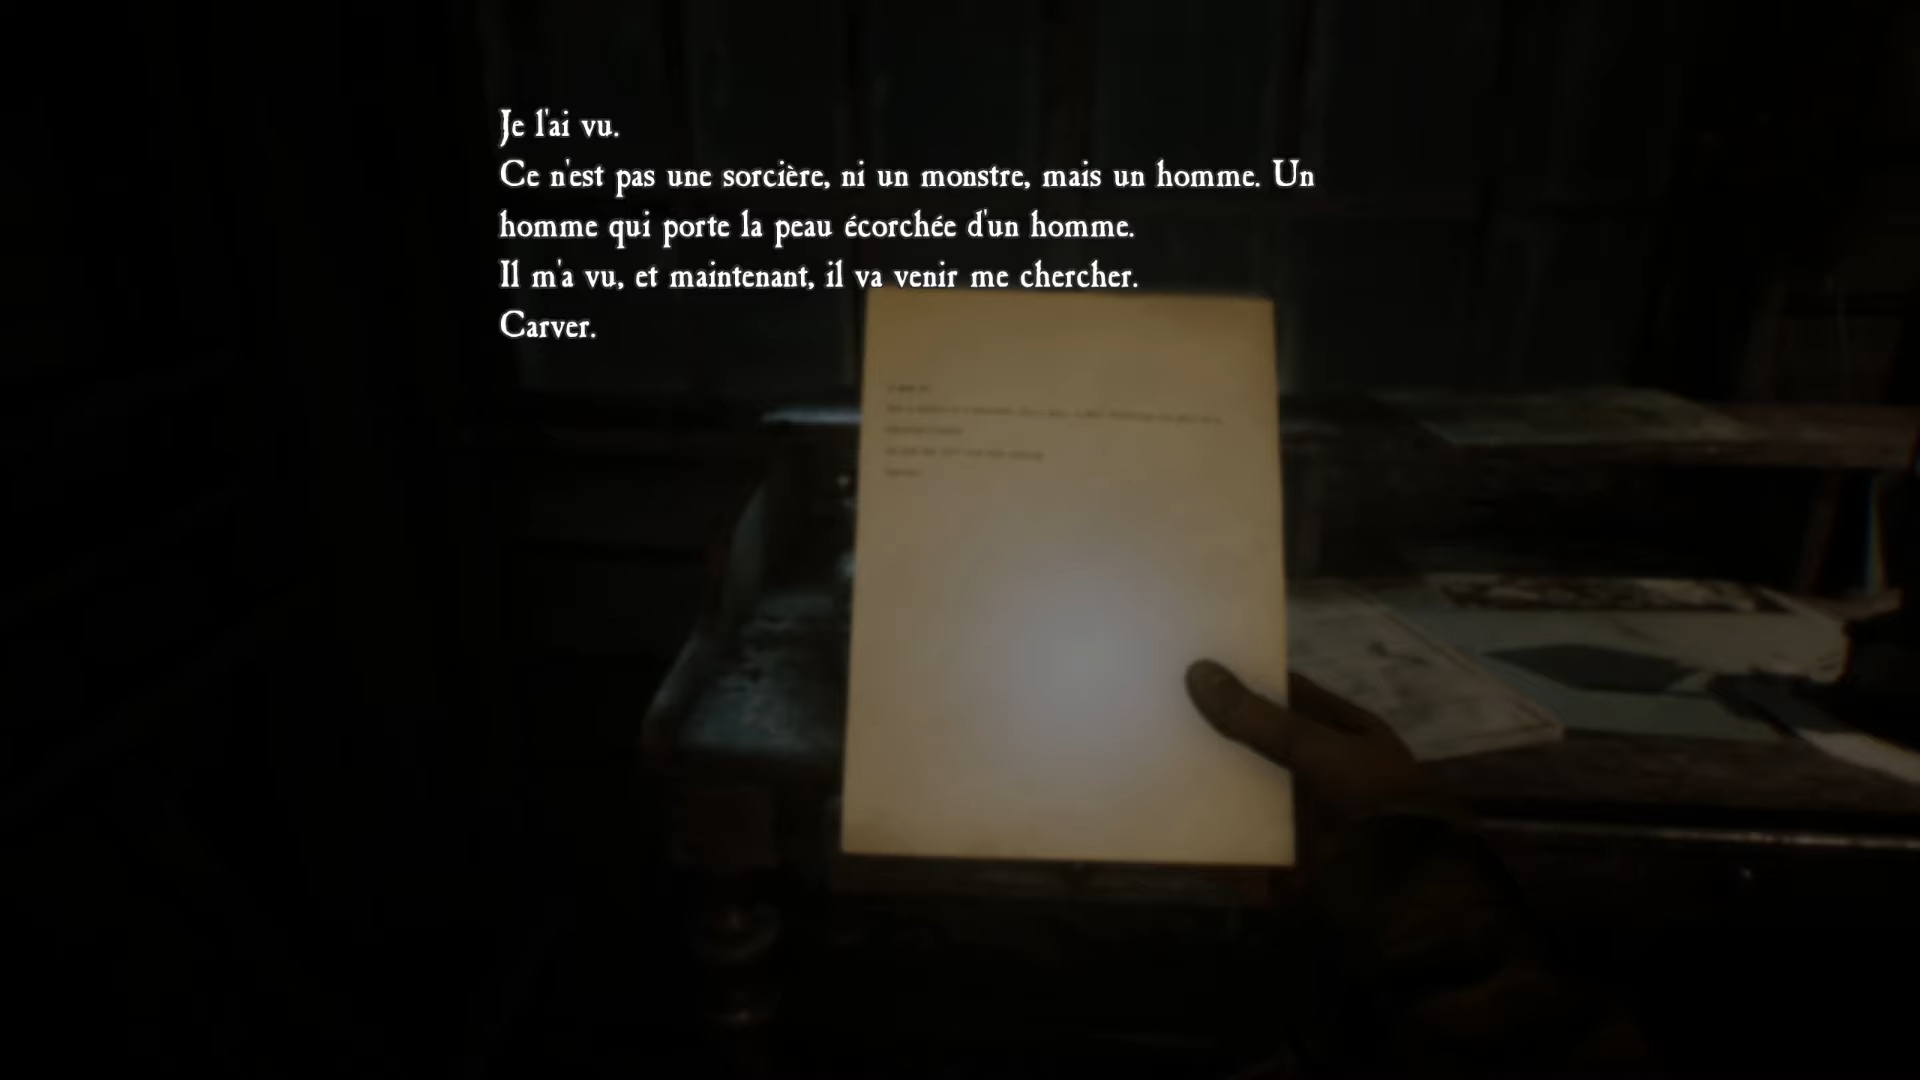 Je l'ai vu.
Ce n'est pas une sorcière, ni un monstre, mais un homme. Un
homme qui porte la peau écorchée d'un homme.
Il m'a vu, et maintenant, il va venir me chercher.
Carver.